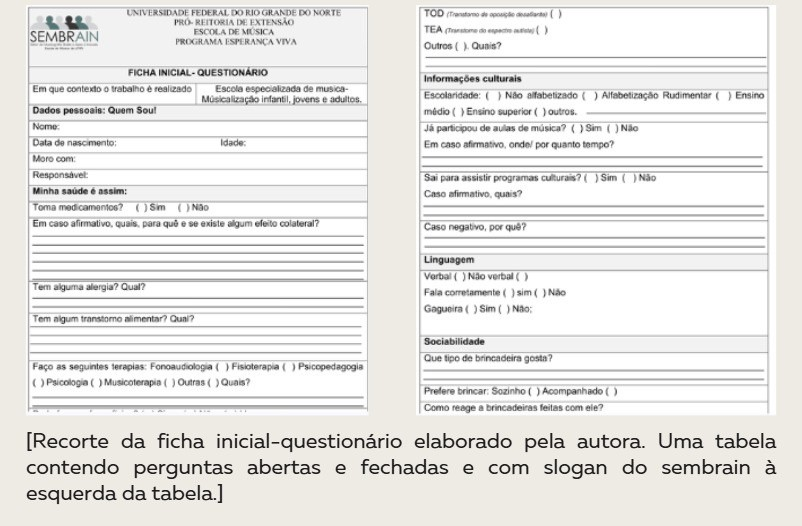 SEMBRAIN
UNIVERSIDADE FEDERAL DO RIO GRANDE DO NORTE
PRÓ- REITORIA DE EXTENSÃO
ESCOLA DE MÚSICA
PROGRAMA ESPERANÇA VIVA
FICHA INICIAL- QUESTIONÁRIO
Em que contexto o trabalho é realizado
Escola especializada de musica-
Músicalização infantil, jovens e adultos.
Dados pessoais: Quem Sou!
Nome:
Data de nascimento: Idade:
Moro com:
Responsável:
Minha saúde é assim:
Toma medicamentos? ( ) Sim ( ) Não
Em caso afirmativo, quais, para quê e se existe algum efeito colateral?
Tem alguma alergia? Qual?
Tem algum transtorno alimentar? Qual?
Faço as seguintes terapias: Fonoaudiologia ( ) Fisioterapia ( ) Psicopedagogia
( ) Psicologia ( ) Musicoterapia ( ) Outras ( ) Quais?
TOD (Transtorno de oposição desafiante) ( )
TEA (Transtorno do espectro autista) ( )
Outros ( ). Quais?
Informações culturais
Escolaridade: ( ) Não alfabetizado ( ) Alfabetização Rudimentar ( ) Ensino
médio ( ) Ensino superior ( ) outros.
Já participou de aulas de música? ( ) Sim ( ) Não
Em caso afirmativo, onde/ por quanto tempo?
Sai para assistir programas culturais? ( ) Sim ( ) Não
Caso afirmativo, quais?
Caso negativo, por quê?
Linguagem
Verbal ( ) Não verbal ( )
Fala corretamente ( ) sim ( ) Não
Gagueira ( ) Sim ( ) Não;
Sociabilidade
Que tipo de brincadeira gosta?
Prefere brincar: Sozinho ( ) Acompanhado ( )
Como reage a brincadeiras feitas com ele?
[Recorte da ficha inicial-questionário elaborado pela autora. Uma tabela
contendo perguntas abertas e fechadas e com slogan do sembrain à
esquerda da tabela.]